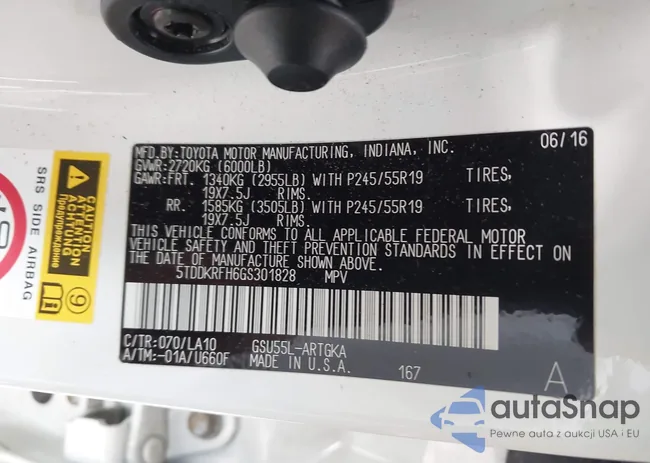 MFD.BY:TOYOTA MOTOR MANUFACTURING, INDIANA, INC. 06/16
GVWR:2720KG (6000LB)
GAWR:FRT. 1340KG (2955LB) WITH P245/55R19 TIRES,
19X7.5J RIMS.
RR. 1585KG (3505LB) WITH P245/55R19 TIRES,
19X7.5J RIMS.
THIS VEHICLE CONFORMS TO ALL APPLICABLE FEDERAL MOTOR
VEHICLE SAFETY AND THEFT PREVENTION STANDARDS IN EFFECT ON
THE DATE OF MANUFACTURE SHOWN ABOVE.
5TDDKRFH6GS301828 MPV
C/TR:070/LA10 GSU55L-ARTGKA
A/TM:-01A/U660F MADE IN U.S.A. 167 A
SRS SIDE AIRBAG
Предупреждение
ACHTUNG
WARNING
9
autoSnap
Pewne auta z aukcji USA i EU